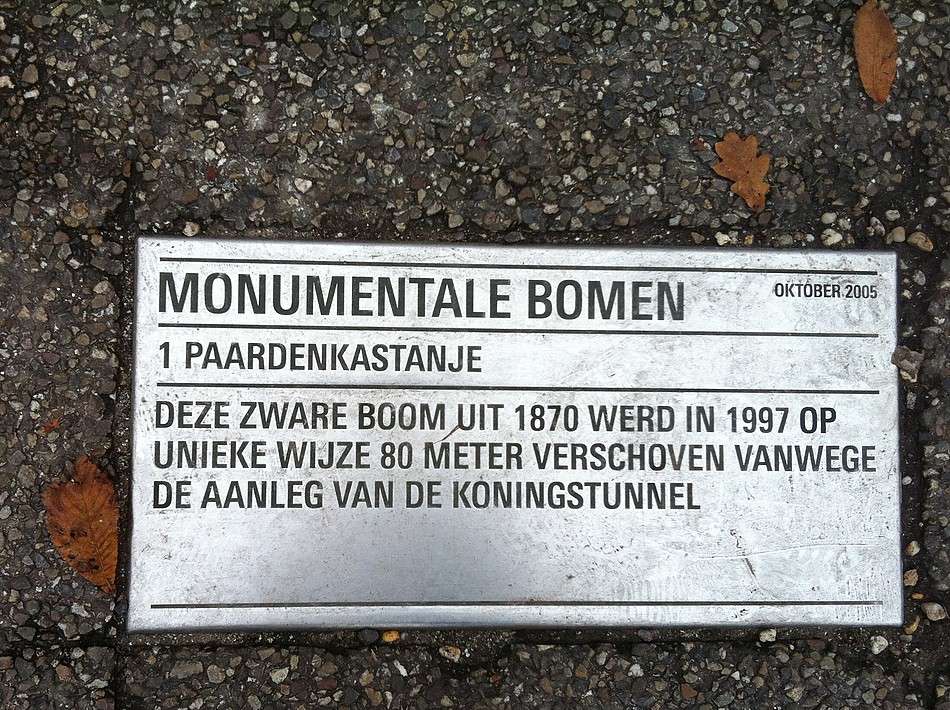 MONUMENTALE BOMEN
OKTOBER 2005
1 PAARDENKASTANJE
DEZE ZWARE BOOM UIT 1870 WERD IN 1997 OP
UNIEKE WIJZE 80 METER VERSCHOVEN VANWEGE
DE AANLEG VAN DE KONINGSTUNNEL